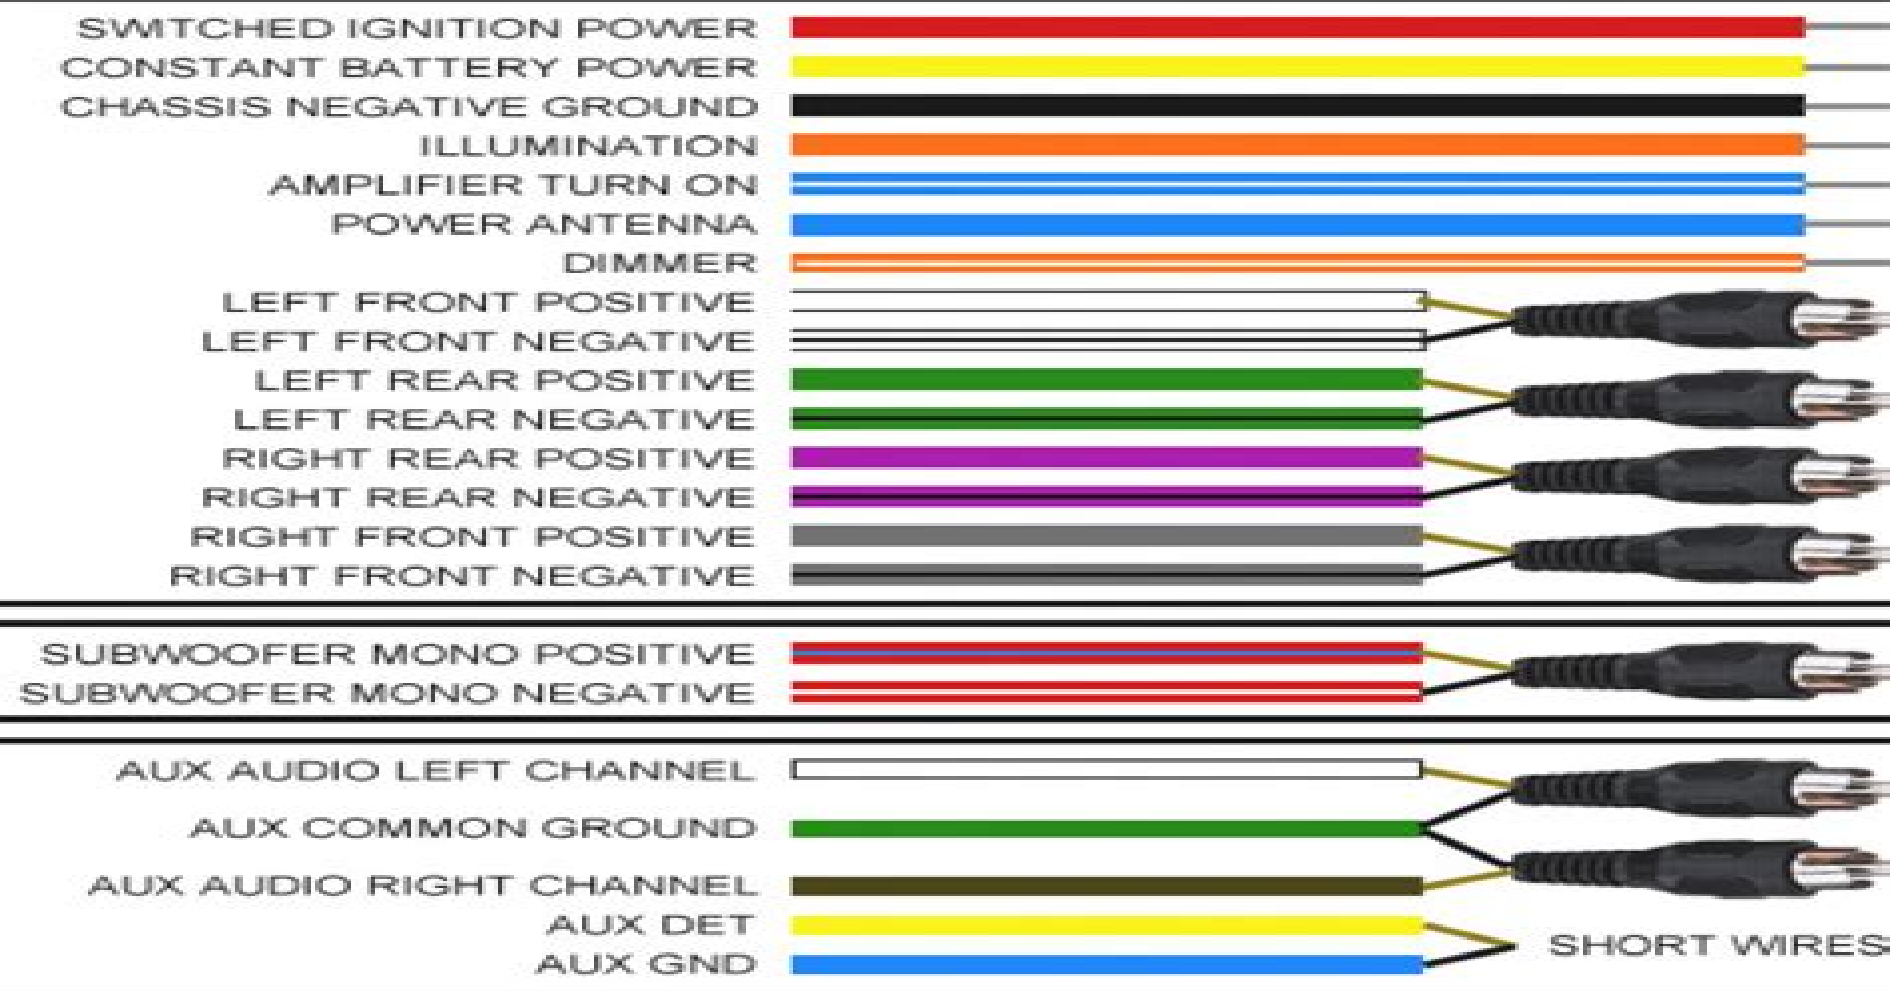 SWITCHED IGNITION POWER
CONSTANT BATTERY POWER
CHASSIS NEGATIVE GROUND
ILLUMINATION
AMPLIFIER TURN ON
POWER ANTENNA
DIMMER
LEFT FRONT POSITIVE
LEFT FRONT NEGATIVE
LEFT REAR POSITIVE
LEFT REAR NEGATIVE
RIGHT REAR POSITIVE
RIGHT REAR NEGATIVE
RIGHT FRONT POSITIVE
RIGHT FRONT NEGATIVE
SUBWOOFER MONO POSITIVE
SUBWOOFER MONO NEGATIVE
AUX AUDIO LEFT CHANNEL
AUX COMMON GROUND
AUX AUDIO RIGHT CHANNEL
AUX DET
SHORT WIRES
AUX GND